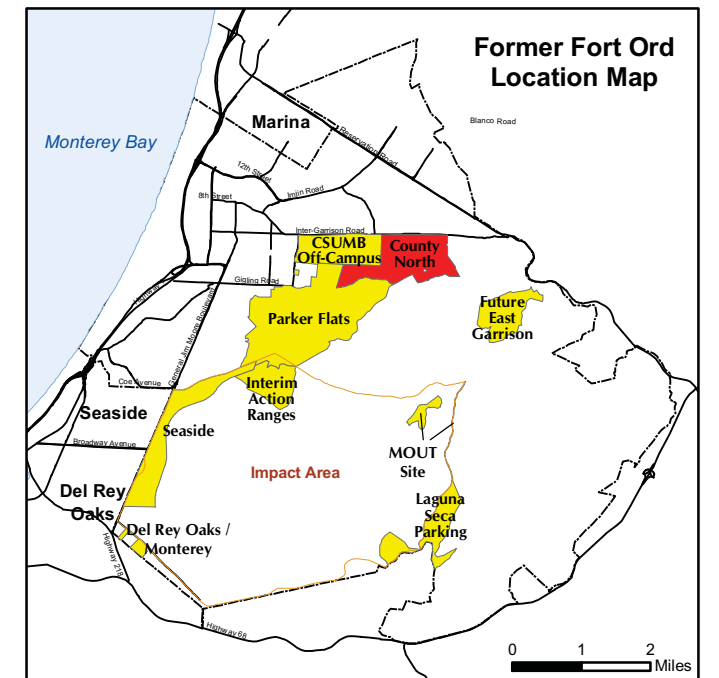 Former Fort Ord
Location Map
Blanco Road
Marina
Monterey Bay
Reservation Road
12th Street
Imjin Road
8th Street
Inter-Garrison Road
CSUMB
Off-Campus
County
North
Gigling Road
Highway 1
Future
East
Garrison
Parker Flats
General Jim Moore Boulevard
Coe Avenue
Interim
Action
Ranges
Seaside
Seaside
Broadway Avenue
MOUT
Site
Impact Area
Del Rey
Oaks
Laguna
Seca
Parking
Del Rey Oaks /
Monterey
Highway 218
Highway 68
0 1 2
Miles